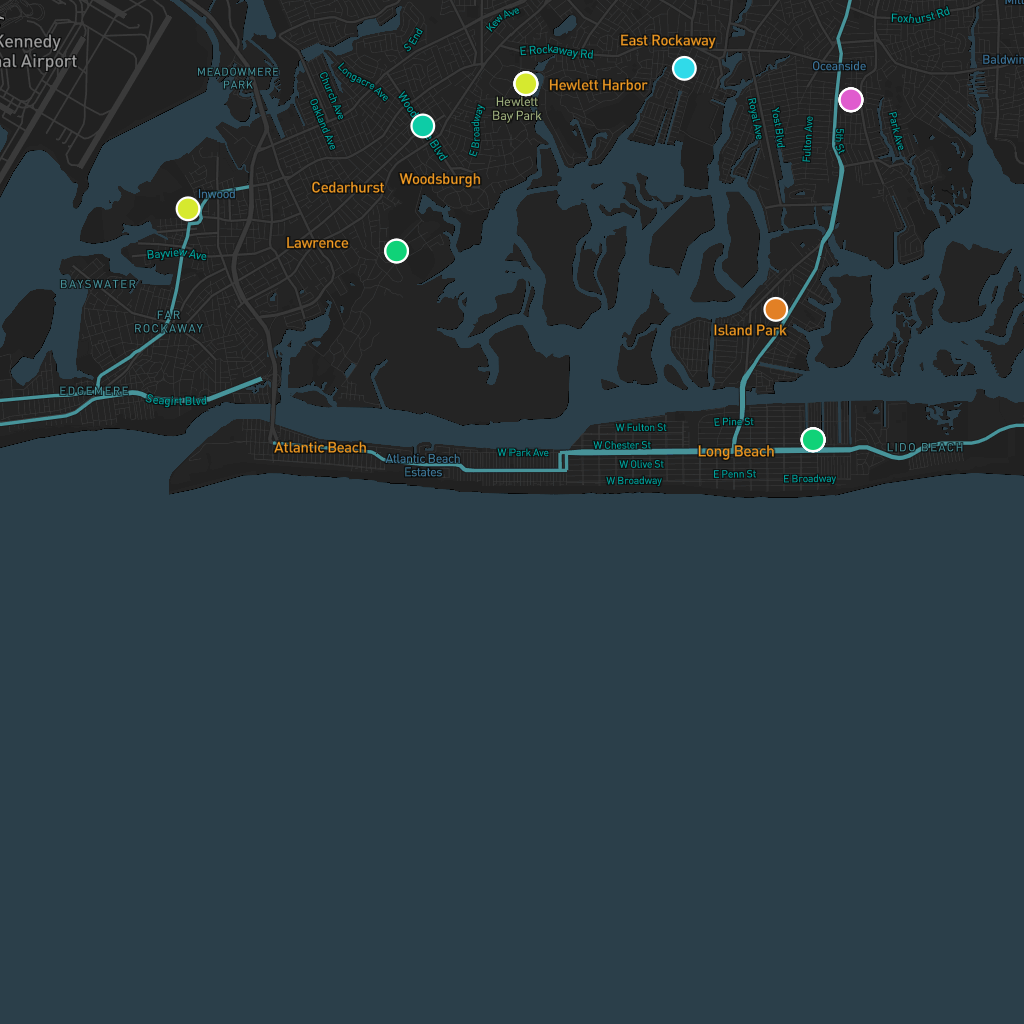 Kew Ave
Foxhurst Rd
S End
East Rockaway
Kennedy
E Rockaway Rd
al Airport
Oceanside
Baldwin
MEADOWMERE
PARK
Longacre Ave
Church Ave
Hewlett Harbor
Hewlett
Bay Park
Oakland Ave
Blvd
E Broadway
Royal Ave
Yost Blvd
Fulton Ave
5th St
Park Ave
Woodsburgh
Cedarhurst
Inwood
Lawrence
Bayview Ave
BAYSWATER
FAR
ROCKAWAY
Island Park
EDGEMERE
Seagirt Blvd
E Pine St
W Fulton St
Atlantic Beach
W Chester St
W Park Ave
Long Beach
LIDO BEACH
Atlantic Beach
Estates
W Olive St
E Penn St
E Broadway
W Broadway